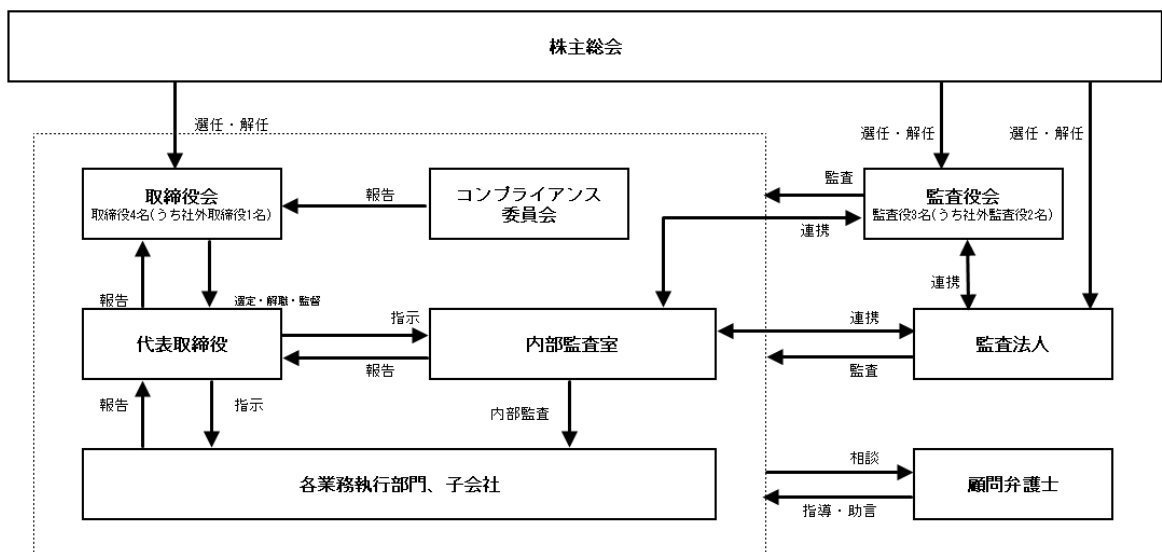 株主総会
選任・解任
選任・解任
選任・解任
取締役会
取締役4名(うち社外取締役1名)
報告
コンプライアンス
委員会
監査
監査役会
監査役3名(うち社外監査役2名)
連携
報告
選定・解職・監督
連携
代表取締役
指示
報告
内部監査室
連携
監査
監査法人
報告
指示
内部監査
各業務執行部門、子会社
相談
指導・助言
顧問弁護士